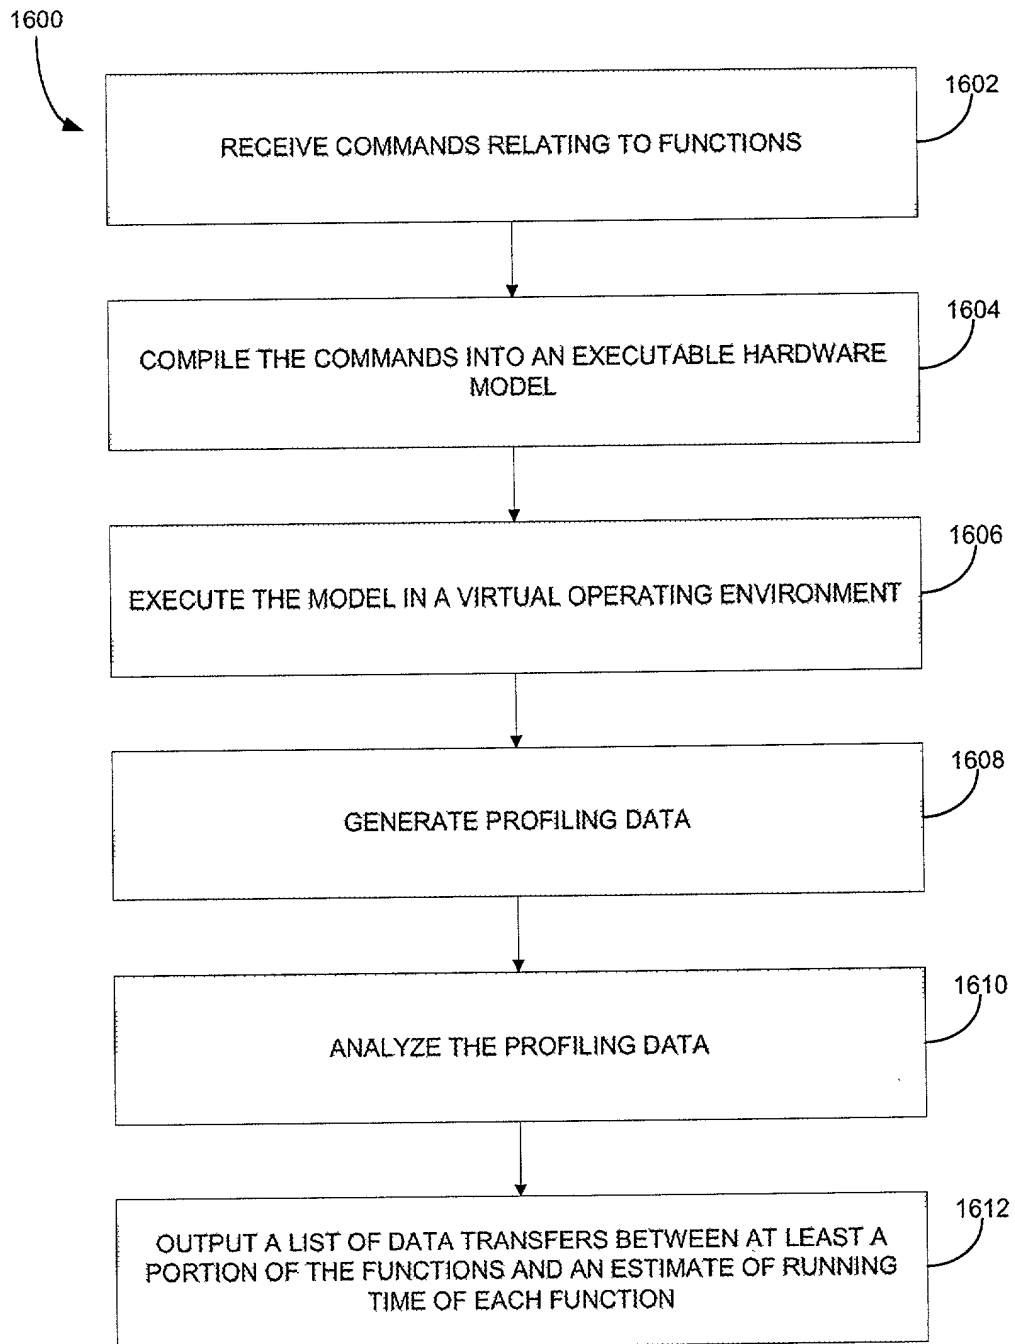 1600
1602
RECEIVE COMMANDS RELATING TO FUNCTIONS
1604
COMPILE THE COMMANDS INTO AN EXECUTABLE HARDWARE
MODEL
1606
EXECUTE THE MODEL IN A VIRTUAL OPERATING ENVIRONMENT
1608
GENERATE PROFILING DATA
1610
ANALYZE THE PROFILING DATA
1612
OUTPUT A LIST OF DATA TRANSFERS BETWEEN AT LEAST A
PORTION OF THE FUNCTIONS AND AN ESTIMATE OF RUNNING
TIME OF EACH FUNCTION